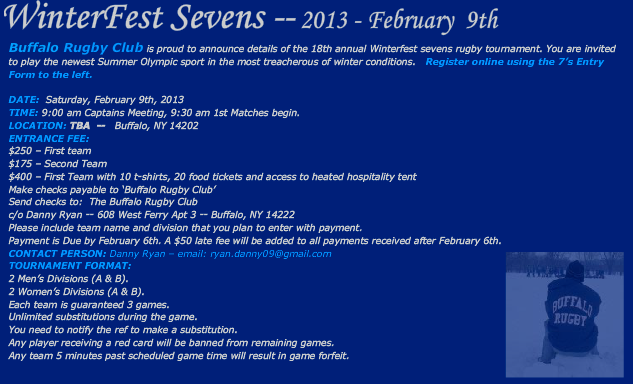 WinterFest Sevens -- 2013 - February 9th
Buffalo Rugby Club is proud to announce details of the 18th annual Winterfest sevens rugby tournament. You are invited
to play the newest Summer Olympic sport in the most treacherous of winter conditions. Register online using the 7's Entry
Form to the left.
DATE: Saturday, February 9th, 2013
TIME: 9:00 am Captains Meeting, 9:30 am 1st Matches begin.
LOCATION: TBA -- Buffalo, NY 14202
ENTRANCE FEE:
$250 – First team
$175 – Second Team
$400 – First Team with 10 t-shirts, 20 food tickets and access to heated hospitality tent
Make checks payable to 'Buffalo Rugby Club'
Send checks to: The Buffalo Rugby Club
c/o Danny Ryan -- 608 West Ferry Apt 3 -- Buffalo, NY 14222
Please include team name and division that you plan to enter with payment.
Payment is Due by February 6th. A $50 late fee will be added to all payments received after February 6th.
CONTACT PERSON: Danny Ryan – email: ryan.danny09@gmail.com
TOURNAMENT FORMAT:
2 Men's Divisions (A & B).
2 Women's Divisions (A & B).
Each team is guaranteed 3 games.
Unlimited substitutions during the game.
You need to notify the ref to make a substitution.
Any player receiving a red card will be banned from remaining games.
Any team 5 minutes past scheduled game time will result in game forfeit.
BUFFALO
RUGBY